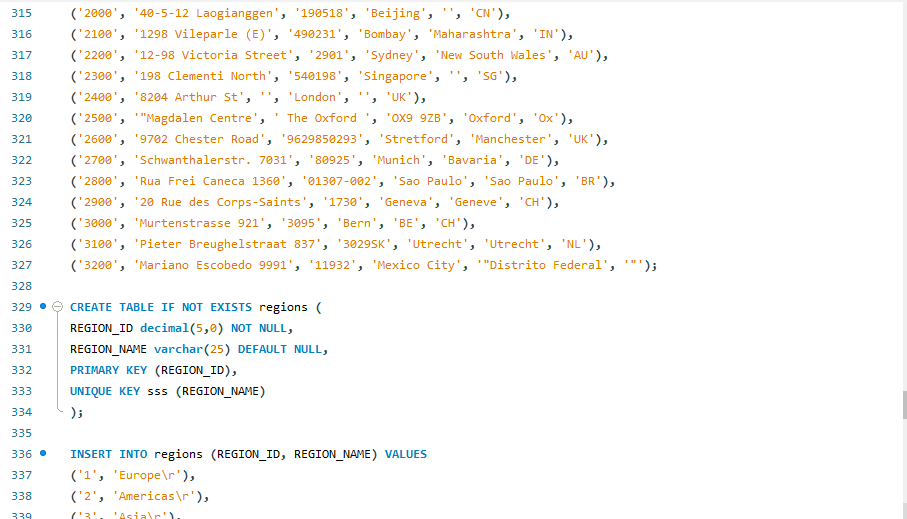 315 ('2000', '40-5-12 Laogianggen', '190518', 'Beijing', '', 'CN'),
316 ('2100', '1298 Vileparle (E)', '490231', 'Bombay', 'Maharashtra', 'IN'),
317 ('2200', '12-98 Victoria Street', '2901', 'Sydney', 'New South Wales', 'AU'),
318 ('2300', '198 Clementi North', '540198', 'Singapore', '', 'SG'),
319 ('2400', '8204 Arthur St', '', 'London', '', 'UK'),
320 ('2500', '"Magdalen Centre', ' The Oxford ', 'OX9 9ZB', 'Oxford', 'Ox'),
321 ('2600', '9702 Chester Road', '9629850293', 'Stretford', 'Manchester', 'UK'),
322 ('2700', 'Schwanthalerstr. 7031', '80925', 'Munich', 'Bavaria', 'DE'),
323 ('2800', 'Rua Frei Caneca 1360', '01307-002', 'Sao Paulo', 'Sao Paulo', 'BR'),
324 ('2900', '20 Rue des Corps-Saints', '1730', 'Geneva', 'Geneve', 'CH'),
325 ('3000', 'Murtenstrasse 921', '3095', 'Bern', 'BE', 'CH'),
326 ('3100', 'Pieter Breughelstraat 837', '3029SK', 'Utrecht', 'Utrecht', 'NL'),
327 ('3200', 'Mariano Escobedo 9991', '11932', 'Mexico City', '"Distrito Federal', '"');
328
329 CREATE TABLE IF NOT EXISTS regions (
330 REGION_ID decimal(5,0) NOT NULL,
331 REGION_NAME varchar(25) DEFAULT NULL,
332 PRIMARY KEY (REGION_ID),
333 UNIQUE KEY sss (REGION_NAME)
334 );
335
336 INSERT INTO regions (REGION_ID, REGION_NAME) VALUES
337 ('1', 'Europe\r'),
338 ('2', 'Americas\r'),
339 ('3', 'Asia\r'),